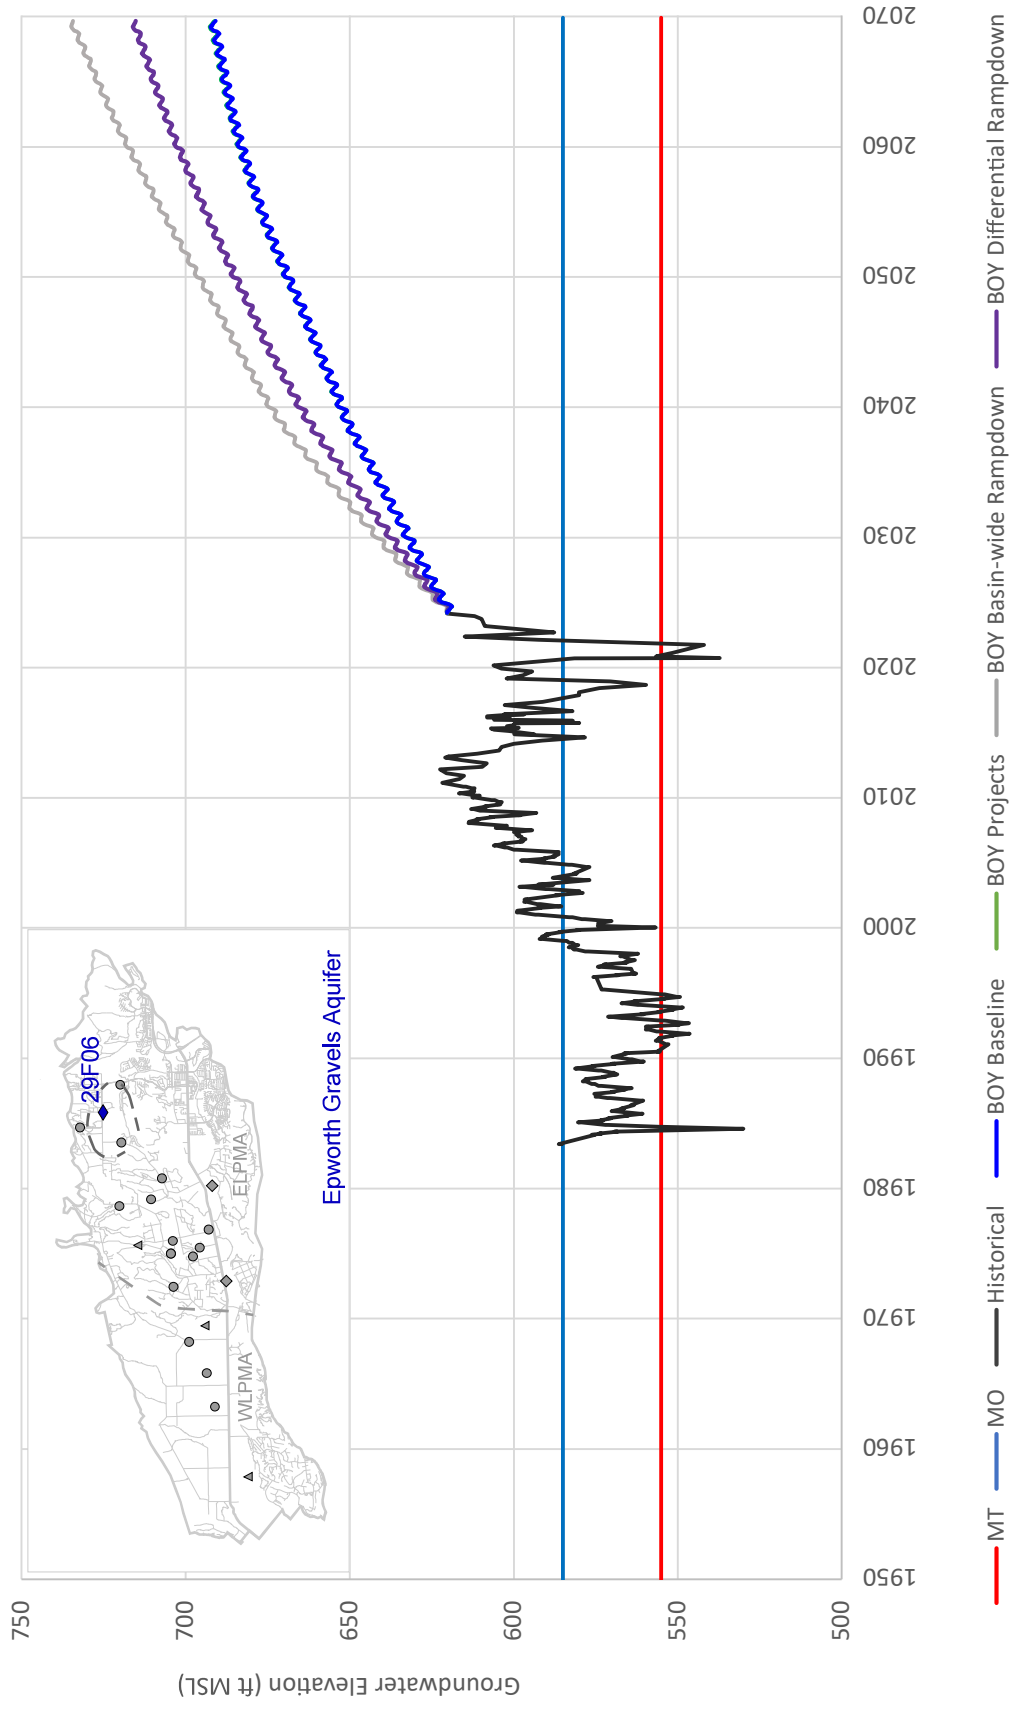 Groundwater Elevation (ft MSL)
750
700
650
600
550
500
1950
1960
1970
1980
1990
2000
2010
2020
2030
2040
2050
2060
2070
29F06
ELPMA
WLPMA
Epworth Gravels Aquifer
MT
MO
Historical
BOY Baseline
BOY Projects
BOY Basin-wide Rampdown
BOY Differential Rampdown